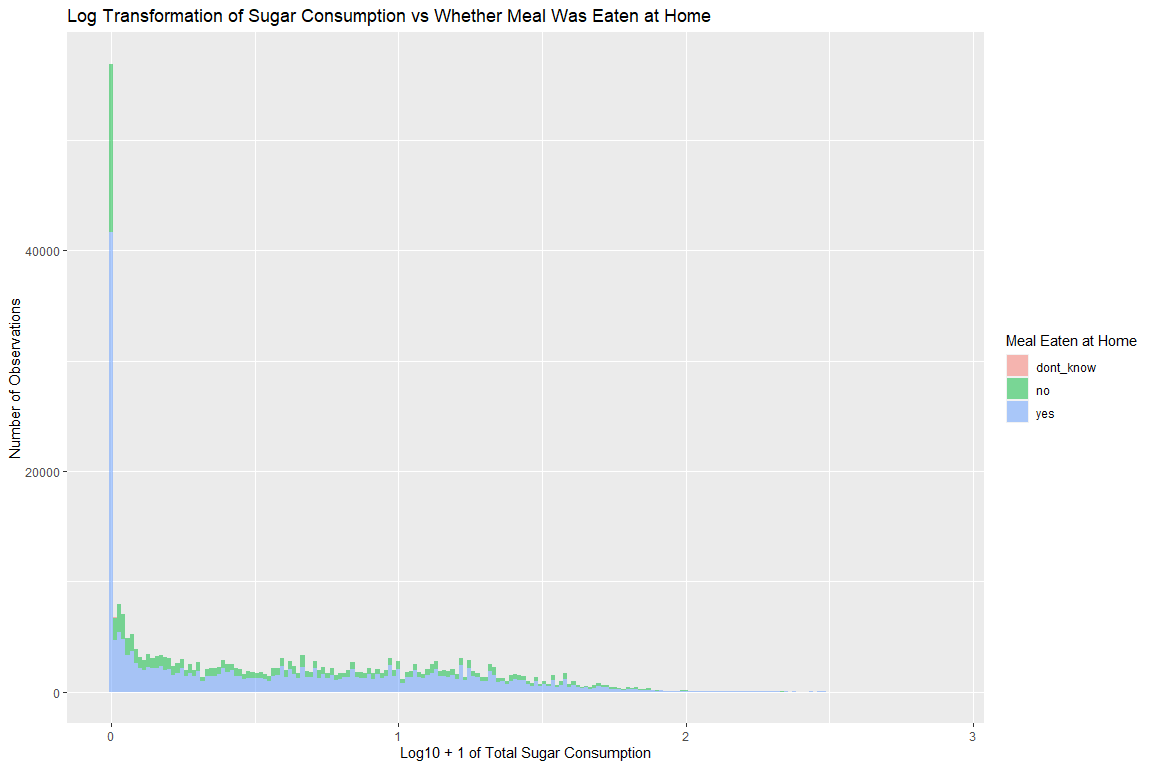 Log Transformation of Sugar Consumption vs Whether Meal Was Eaten at Home
Number of Observations
40000
20000
0
0
1
2
3
Log10 + 1 of Total Sugar Consumption
Meal Eaten at Home
dont_know
no
yes